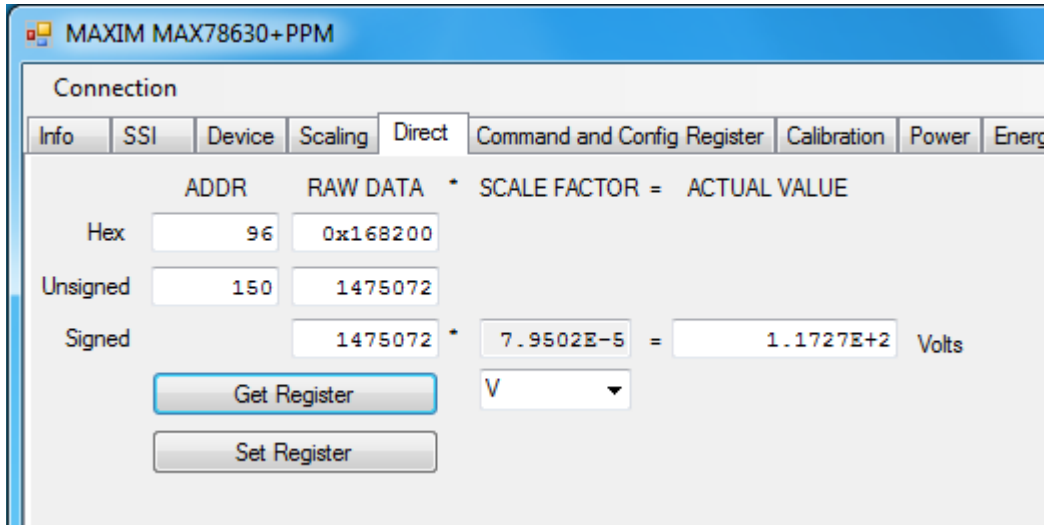 MAXIM MAX78630+PPM
Connection
Info SSI Device Scaling Direct Command and Config Register Calibration Power Energ
ADDR RAW DATA * SCALE FACTOR = ACTUAL VALUE
Hex 96 0x168200
Unsigned 150 1475072
Signed 1475072 * 7.9502E-5 = 1.1727E+2 Volts
Get Register V
Set Register